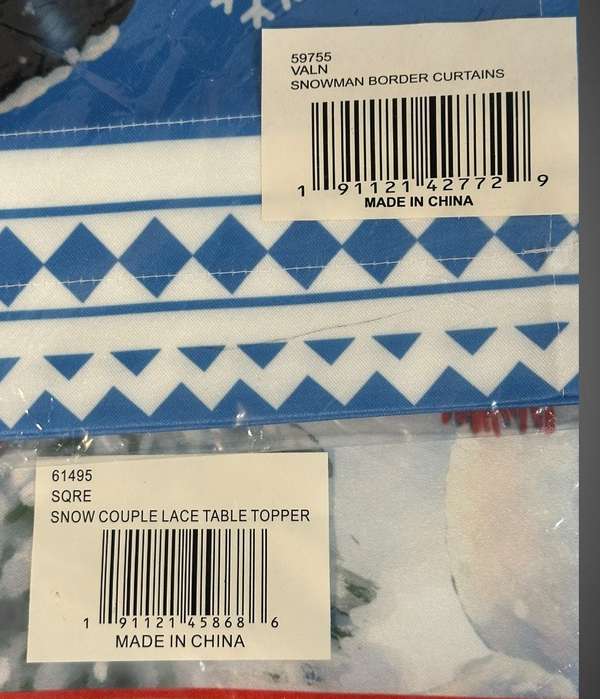 59755
VALN
SNOWMAN BORDER CURTAINS
1 91121 42772 9
MADE IN CHINA
61495
SQRE
SNOW COUPLE LACE TABLE TOPPER
1 91121 45868 6
MADE IN CHINA